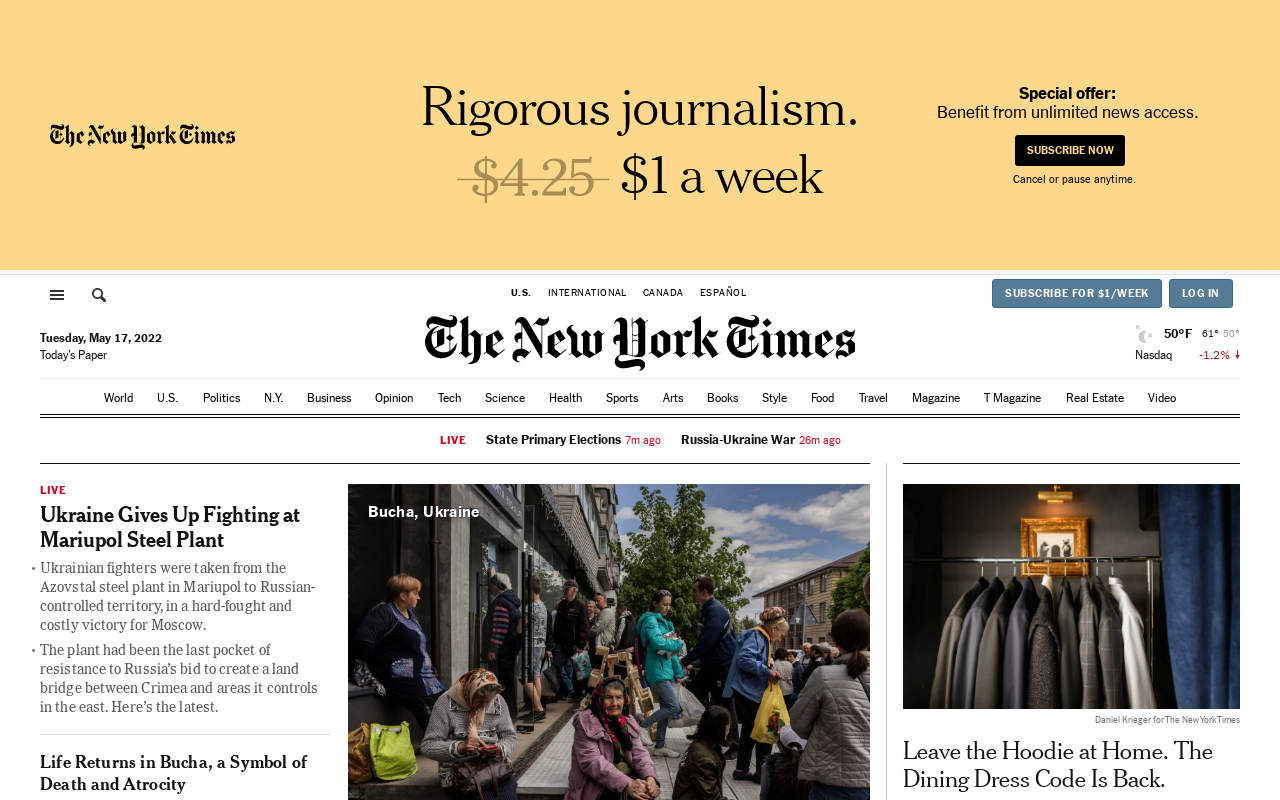 The New York Times
Rigorous journalism.
$4.25 $1 a week
Special offer:
Benefit from unlimited news access.
SUBSCRIBE NOW
Cancel or pause anytime.
U.S. INTERNATIONAL CANADA ESPAÑOL
SUBSCRIBE FOR $1/WEEK LOG IN
Tuesday, May 17, 2022
Today's Paper
The New York Times
50°F 61° 50°
Nasdaq -1.2% ↓
World U.S. Politics N.Y. Business Opinion Tech Science Health Sports Arts Books Style Food Travel Magazine T Magazine Real Estate Video
LIVE State Primary Elections 7m ago Russia-Ukraine War 26m ago
LIVE
Ukraine Gives Up Fighting at
Mariupol Steel Plant
• Ukrainian fighters were taken from the
Azovstal steel plant in Mariupol to Russian-
controlled territory, in a hard-fought and
costly victory for Moscow.
• The plant had been the last pocket of
resistance to Russia's bid to create a land
bridge between Crimea and areas it controls
in the east. Here's the latest.
Life Returns in Bucha, a Symbol of
Death and Atrocity
Bucha, Ukraine
Daniel Krieger for The New York Times
Leave the Hoodie at Home. The
Dining Dress Code Is Back.